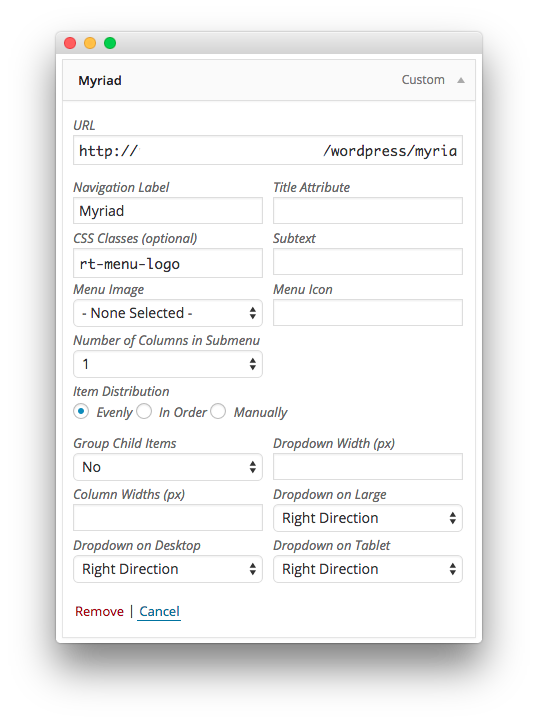 Myriad Custom
URL
http:// /wordpress/myria
Navigation Label Title Attribute
Myriad
CSS Classes (optional) Subtext
rt-menu-logo
Menu Image Menu Icon
- None Selected -
Number of Columns in Submenu
1
Item Distribution
Evenly In Order Manually
Group Child Items Dropdown Width (px)
No
Column Widths (px) Dropdown on Large
Right Direction
Dropdown on Desktop Dropdown on Tablet
Right Direction Right Direction
Remove | Cancel